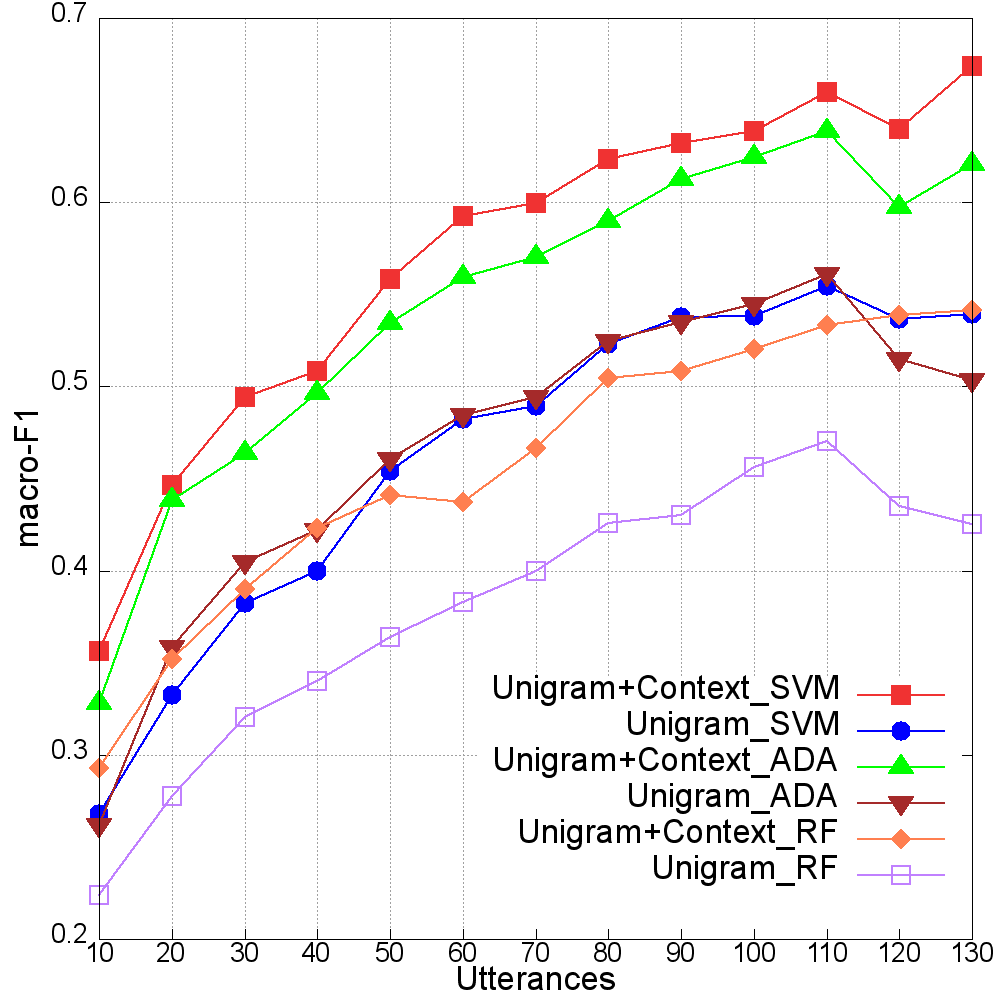 0.7
0.6
0.5
0.4
0.3
0.2
macro-F1
Unigram+Context_SVM
Unigram_SVM
Unigram+Context_ADA
Unigram_ADA
Unigram+Context_RF
Unigram_RF
10 20 30 40 50 60 70 80 90 100 110 120 130
Utterances